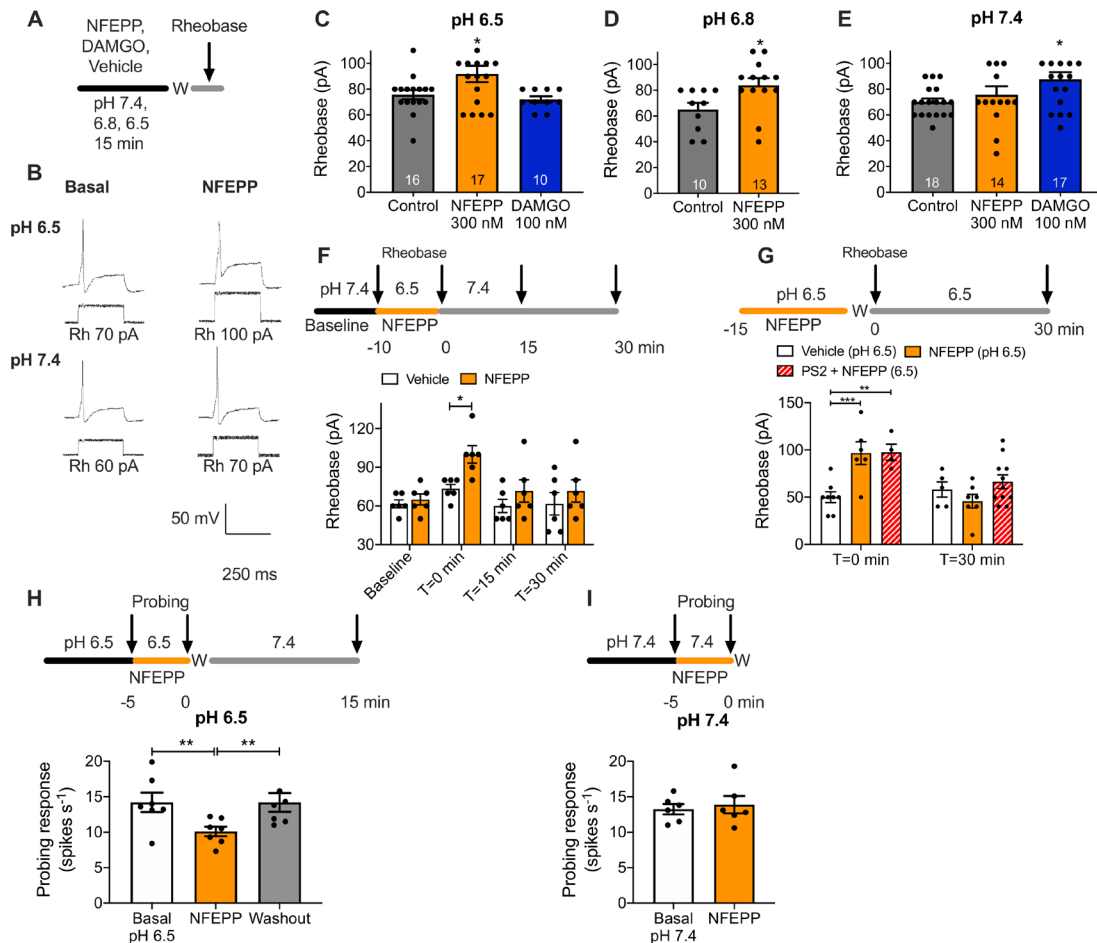 A
NFEPP,
DAMGO,
Vehicle
Rheobase
W
pH 7.4,
6.8, 6.5
15 min
B
Basal
NFEPP
pH 6.5
Rh 70 pA
Rh 100 pA
pH 7.4
Rh 60 pA
Rh 70 pA
50 mV
250 ms
C
pH 6.5
Rheobase (pA)
120
100
80
60
40
20
0
*
16
17
10
Control
NFEPP
300 nM
DAMGO
100 nM
D
pH 6.8
Rheobase (pA)
120
100
80
60
40
20
0
*
10
13
Control
NFEPP
300 nM
E
pH 7.4
Rheobase (pA)
120
100
80
60
40
20
0
*
18
14
17
Control
NFEPP
300 nM
DAMGO
100 nM
F
Rheobase
pH 7.4
6.5
7.4
Baseline
NFEPP
-10
0
15
30 min
Vehicle
NFEPP
Rheobase (pA)
120
90
60
30
*
Baseline
T=0 min
T=15 min
T=30 min
G
Rheobase
pH 6.5
W
6.5
-15
NFEPP
0
30 min
Vehicle (pH 6.5)
NFEPP (pH 6.5)
PS2 + NFEPP (6.5)
Rheobase (pA)
150
100
50
0
**
***
T=0 min
T=30 min
H
Probing
pH 6.5
6.5
W
7.4
NFEPP
-5
0
15 min
pH 6.5
Probing response
(spikes s-1)
20
15
10
5
0
**
**
Basal
pH 6.5
NFEPP
Washout
I
Probing
pH 7.4
7.4
W
NFEPP
-5
0 min
pH 7.4
Probing response
(spikes s-1)
20
15
10
5
0
Basal
pH 7.4
NFEPP